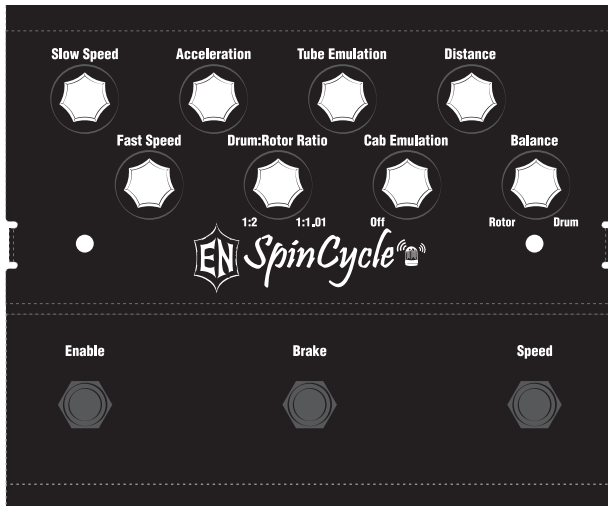 Slow Speed Acceleration Tube Emulation Distance
Fast Speed Drum:Rotor Ratio Cab Emulation Balance
1:2 1:1.01 Off Rotor Drum
EN SpinCycle
Enable Brake Speed